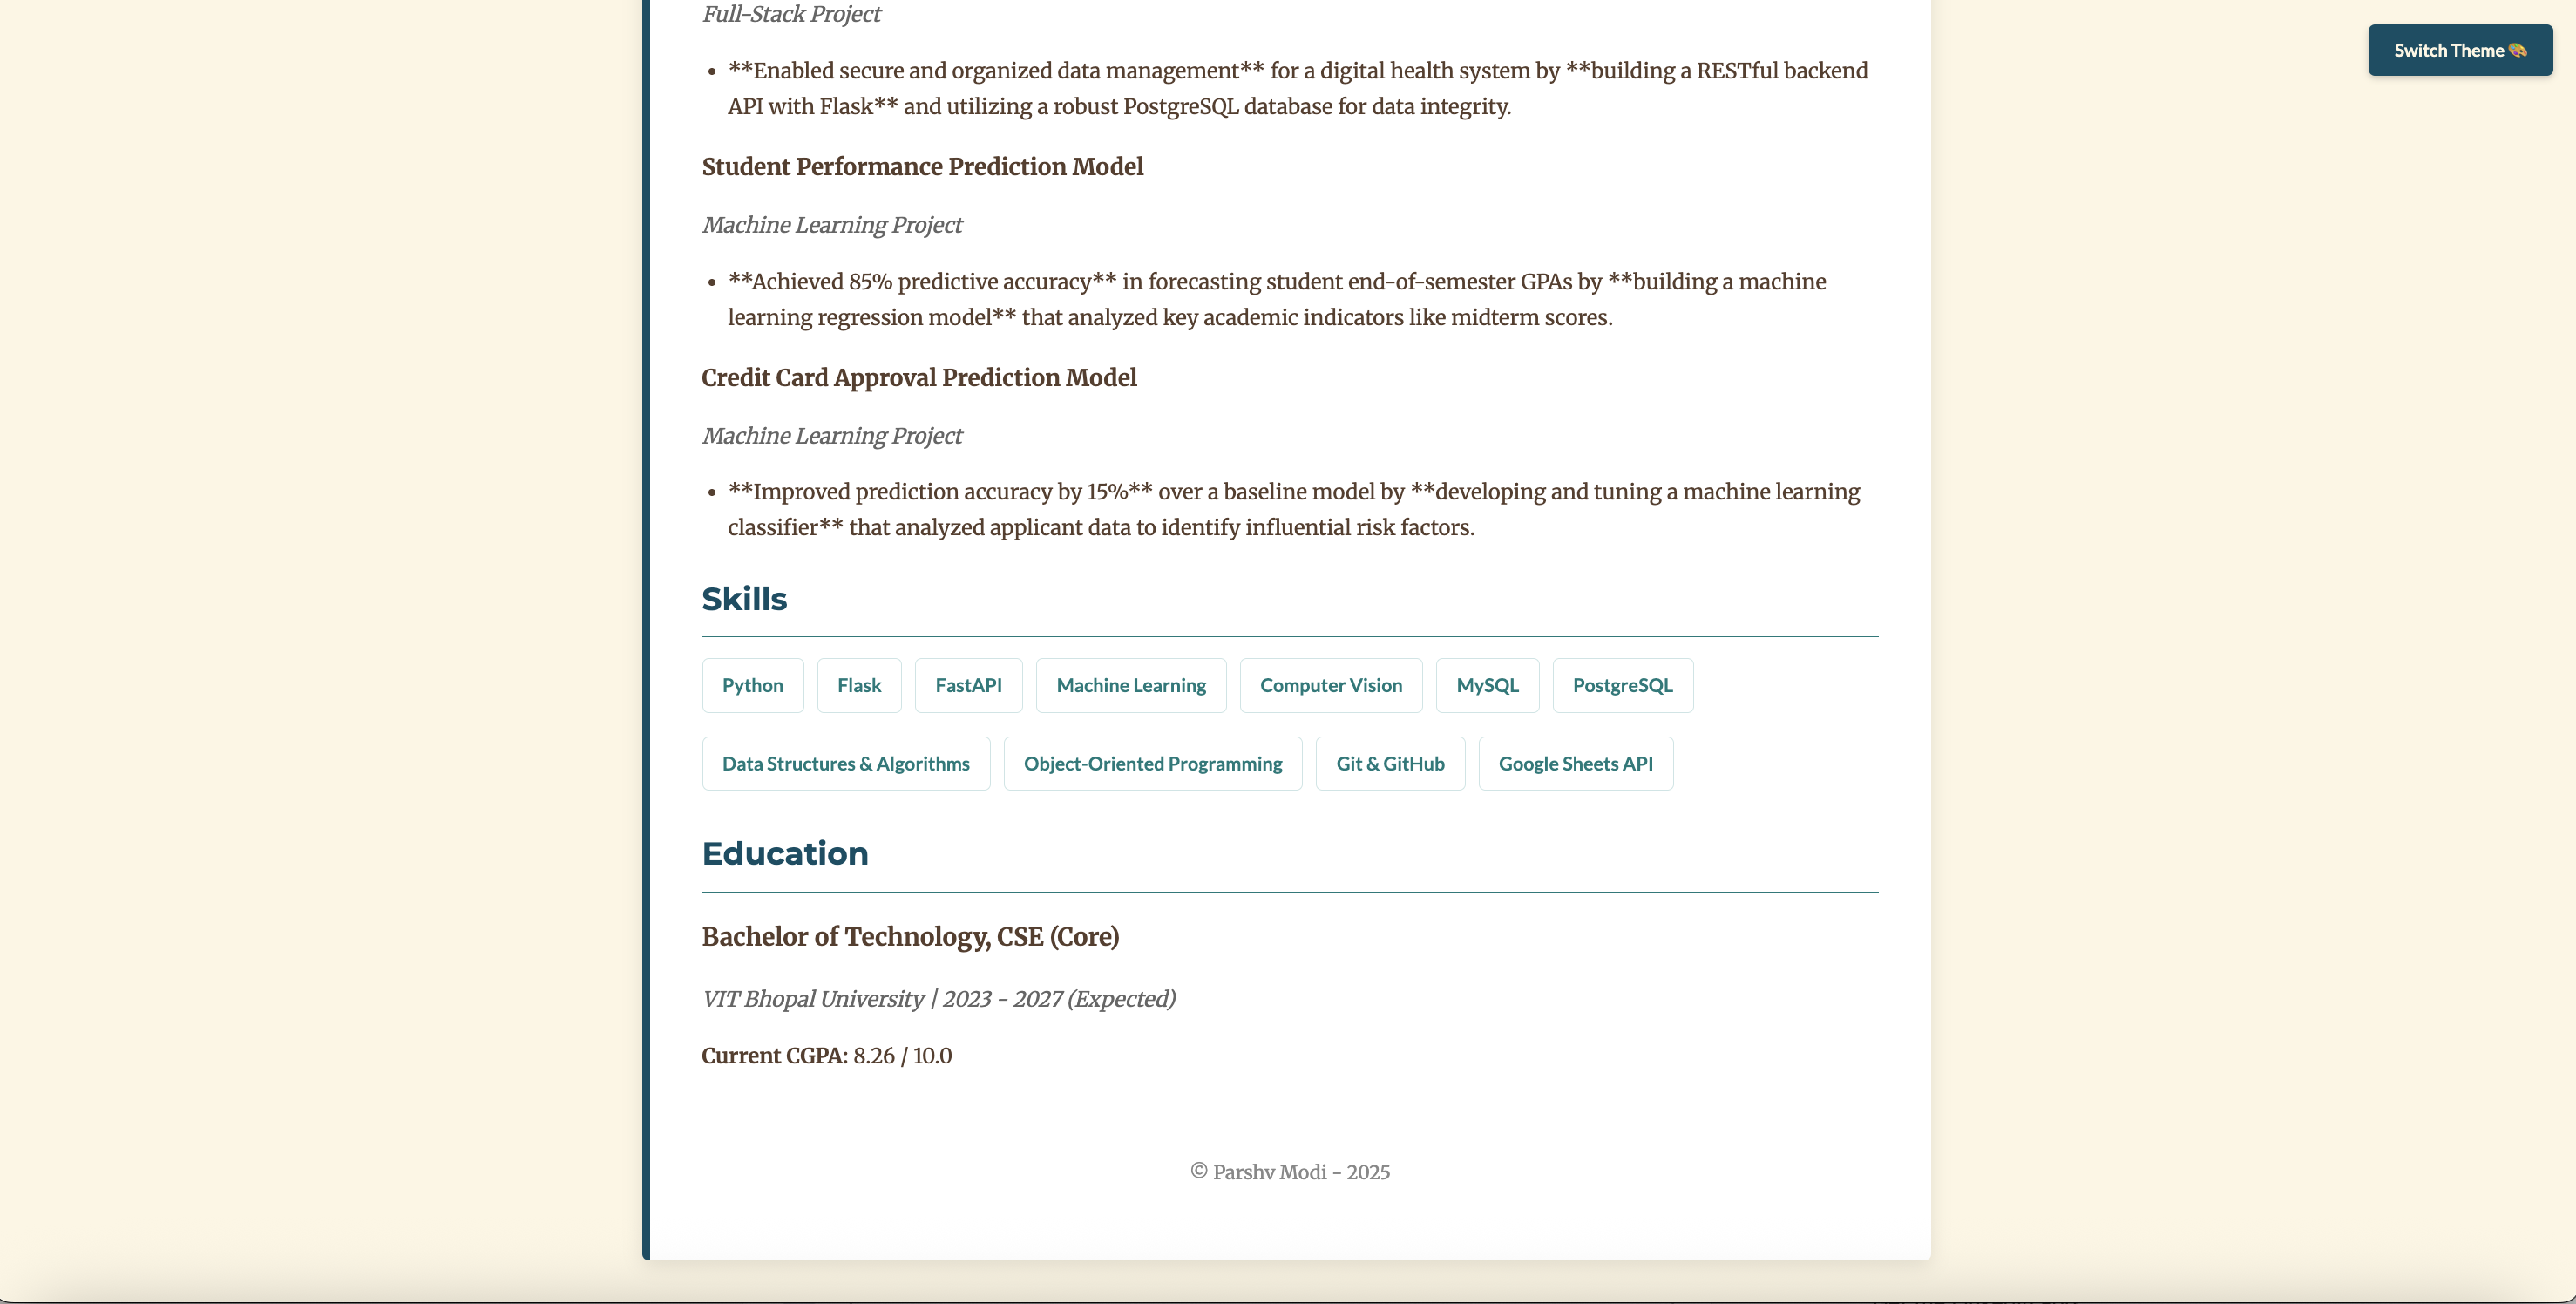 Full-Stack Project
Switch Theme 🎨
• **Enabled secure and organized data management** for a digital health system by **building a RESTful backend
API with Flask** and utilizing a robust PostgreSQL database for data integrity.
Student Performance Prediction Model
Machine Learning Project
• **Achieved 85% predictive accuracy** in forecasting student end-of-semester GPAs by **building a machine
learning regression model** that analyzed key academic indicators like midterm scores.
Credit Card Approval Prediction Model
Machine Learning Project
• **Improved prediction accuracy by 15%** over a baseline model by **developing and tuning a machine learning
classifier** that analyzed applicant data to identify influential risk factors.
Skills
Python Flask FastAPI Machine Learning Computer Vision MySQL PostgreSQL
Data Structures & Algorithms Object-Oriented Programming Git & GitHub Google Sheets API
Education
Bachelor of Technology, CSE (Core)
VIT Bhopal University | 2023 - 2027 (Expected)
Current CGPA: 8.26 / 10.0
© Parshv Modi - 2025